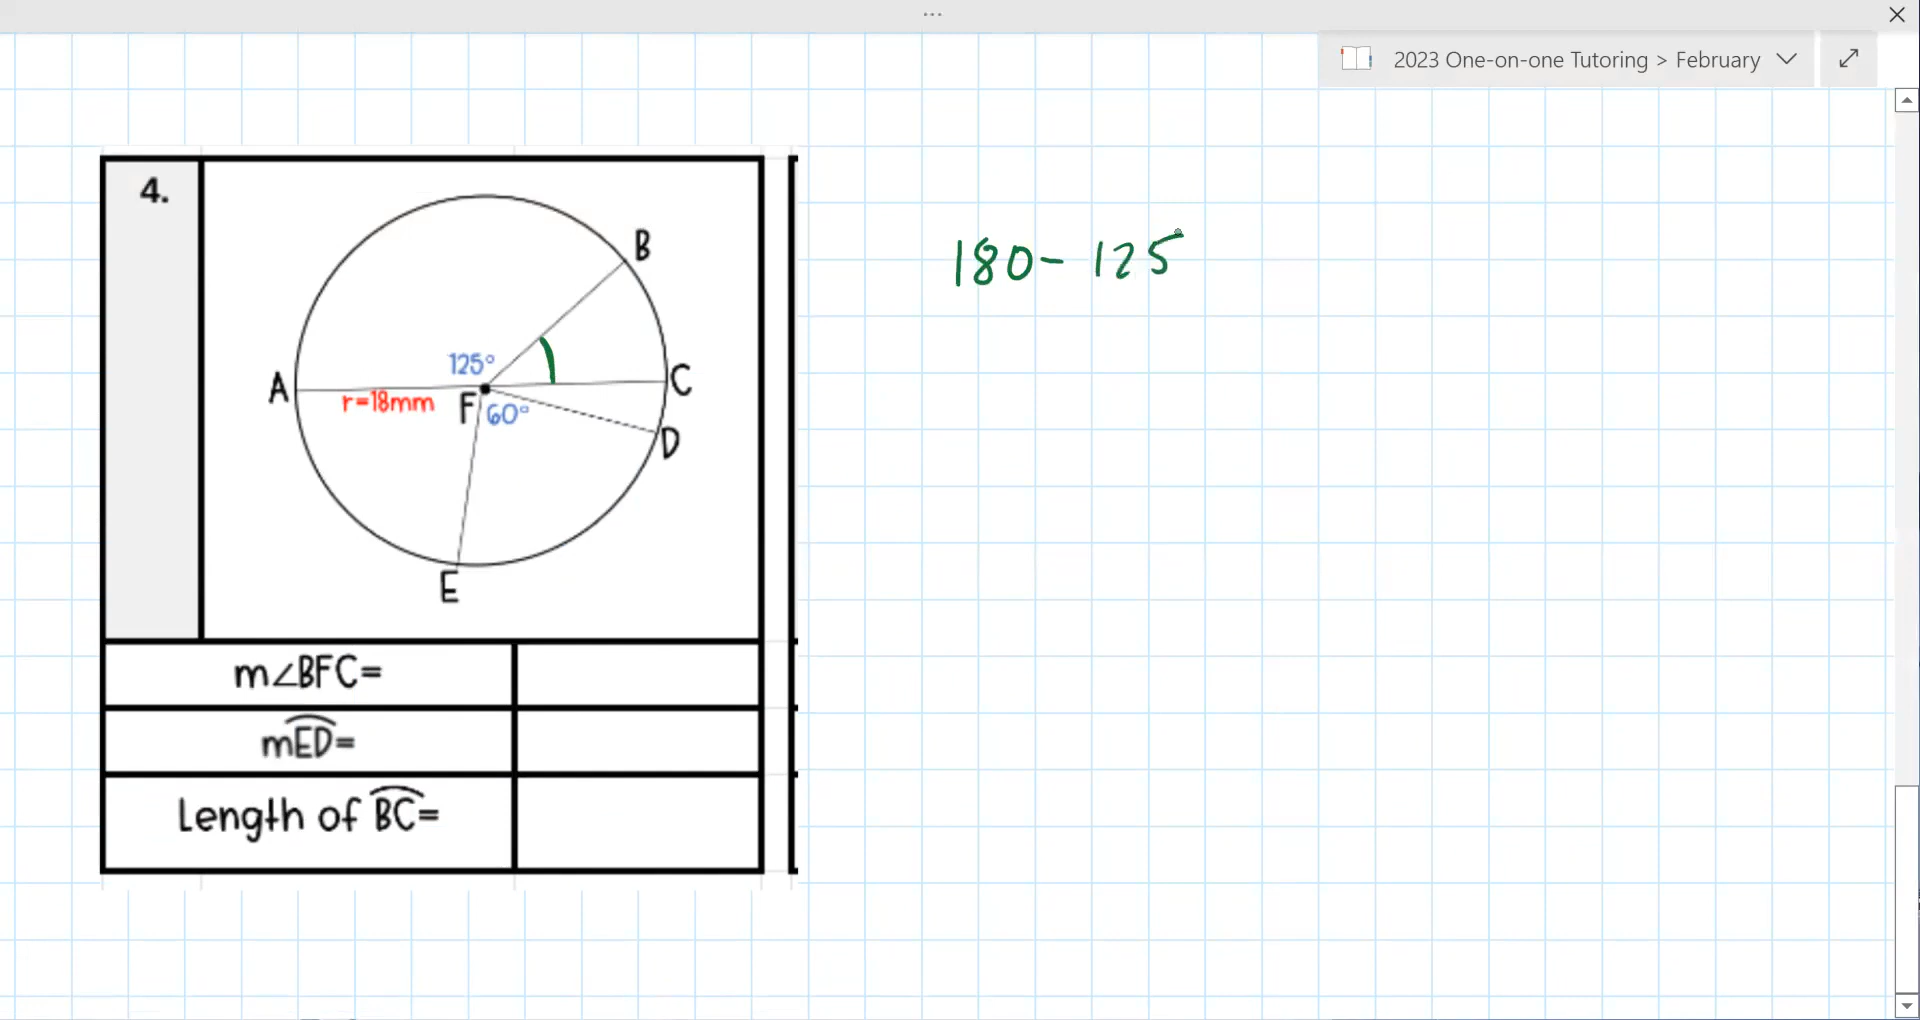 ...
2023 One-on-one Tutoring > February
4.
B
180- 125
125°
A
C
r=18mm
F
60°
D
E
m∠BFC=
mED=
Length of BC=